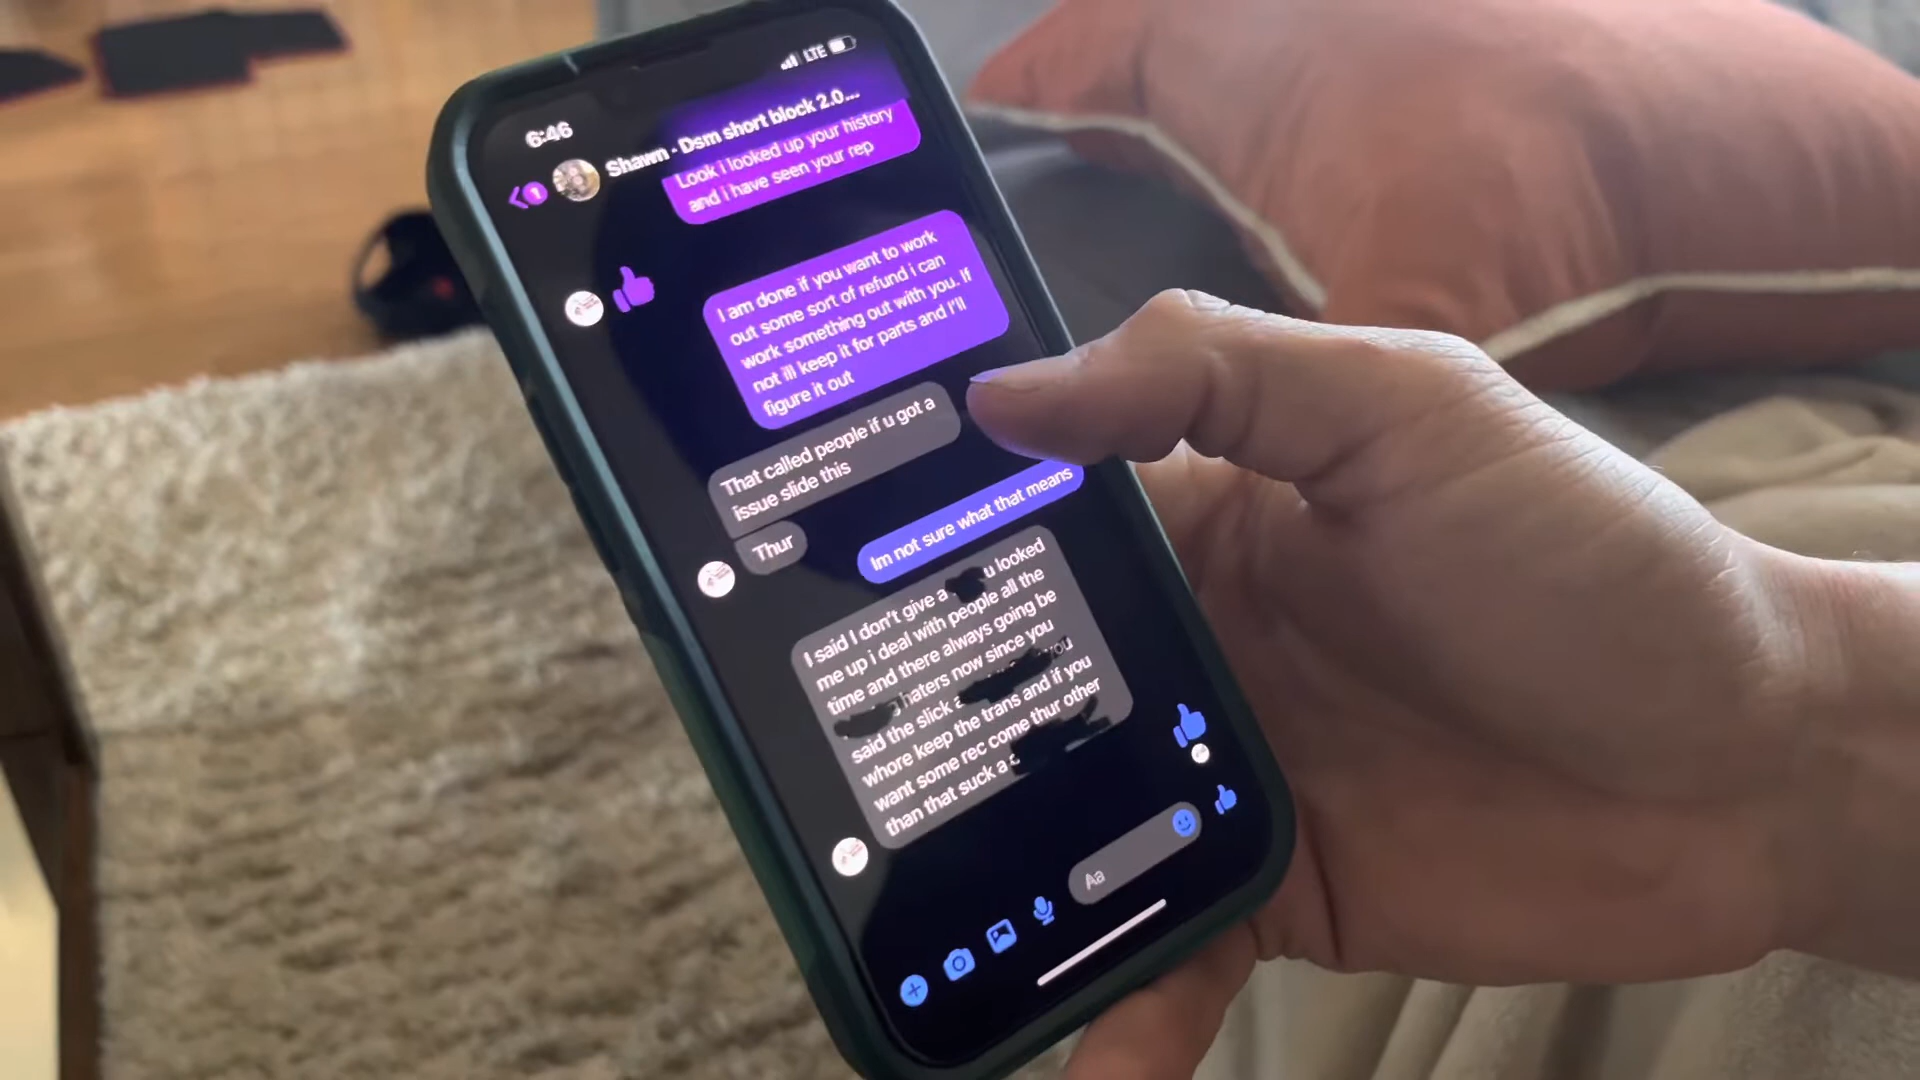 6:46
LTE
1
Shawn · Dsm short block 2.0...
Look i looked up your history
and i have seen your rep
I am done if you want to work
out some sort of refund i can
work something out with you. If
not ill keep it for parts and I'll
figure it out
That called people if u got a
issue slide this
Thur
Im not sure what that means
I said I don't give a u looked
me up i deal with people all the
time and there always going be
haters now since you
said the slick a you
whore keep the trans and if you
want some rec come thur other
than that suck a c
Aa